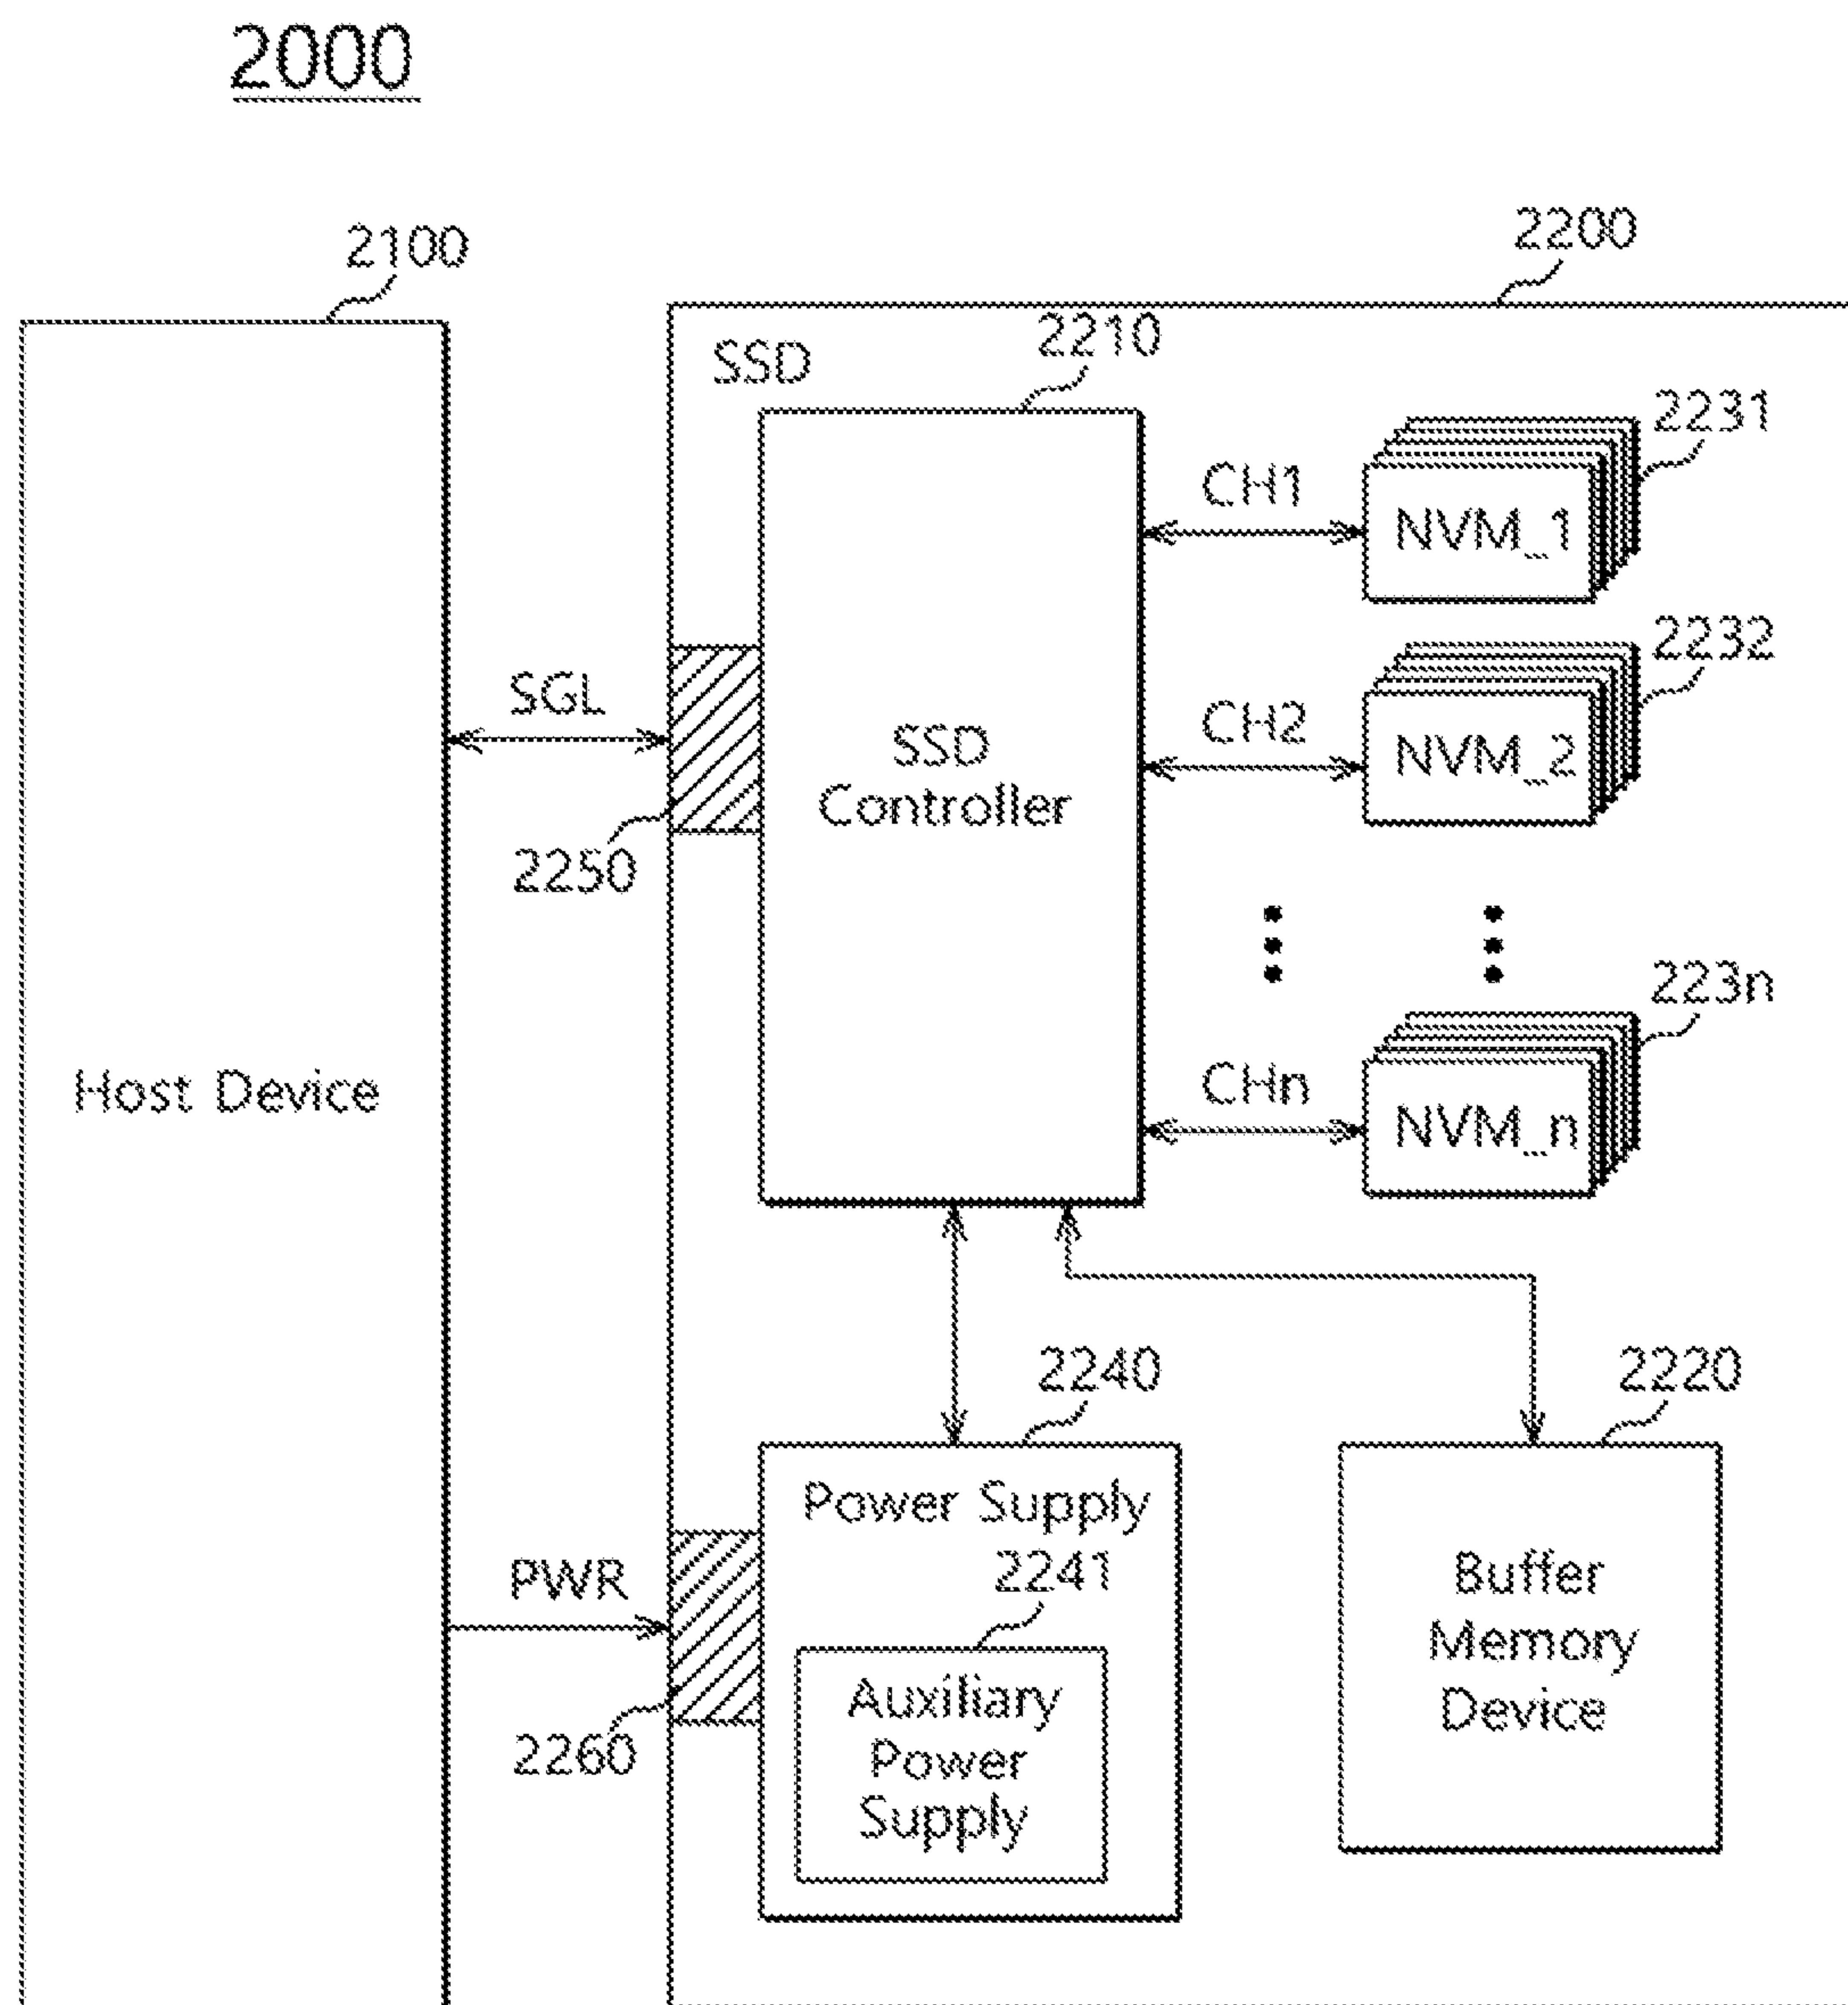 2000
2100
2200
SSD
2210
2231
CH1
NVM_1
2232
SGL
CH2
NVM_2
SSD
Controller
2250
223n
Host Device
CHn
NVM_n
2240
2220
Power Supply
2241
PWR
Buffer
Memory
Device
Auxiliary
Power
Supply
2260